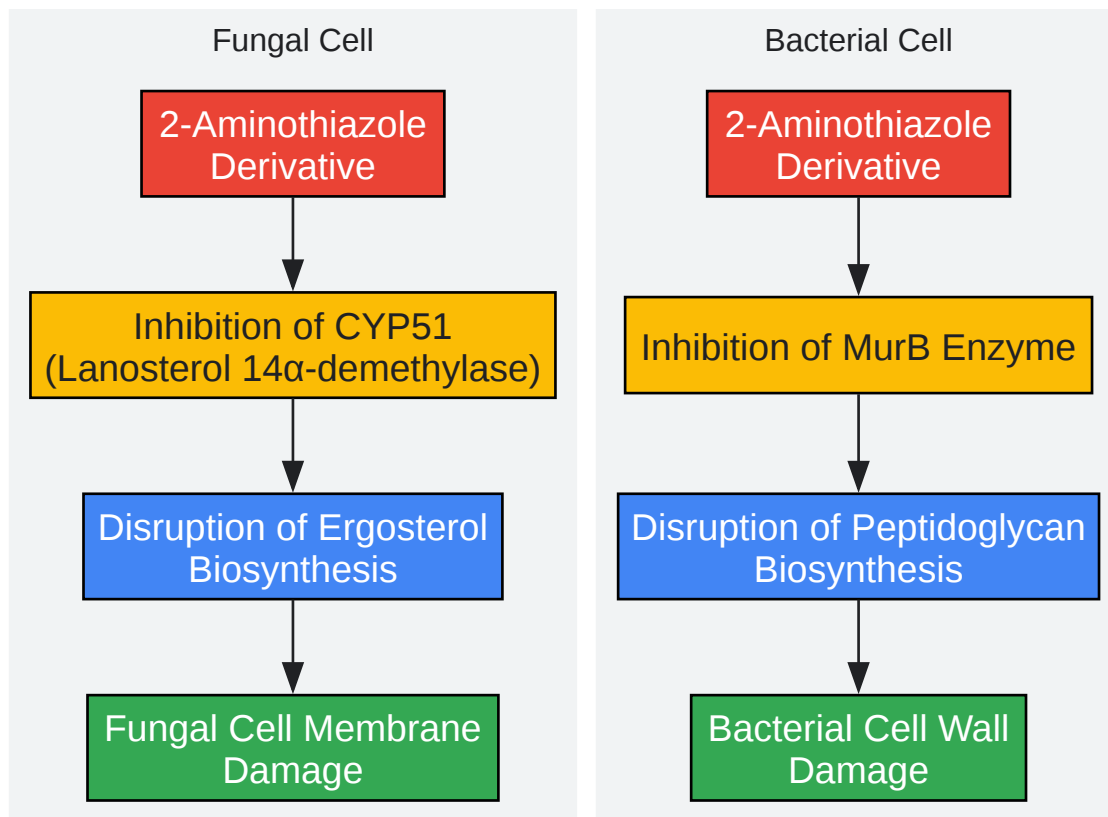 Fungal Cell
2-Aminothiazole
Derivative
Inhibition of CYP51
(Lanosterol 14α-demethylase)
Disruption of Ergosterol
Biosynthesis
Fungal Cell Membrane
Damage
Bacterial Cell
2-Aminothiazole
Derivative
Inhibition of MurB Enzyme
Disruption of Peptidoglycan
Biosynthesis
Bacterial Cell Wall
Damage